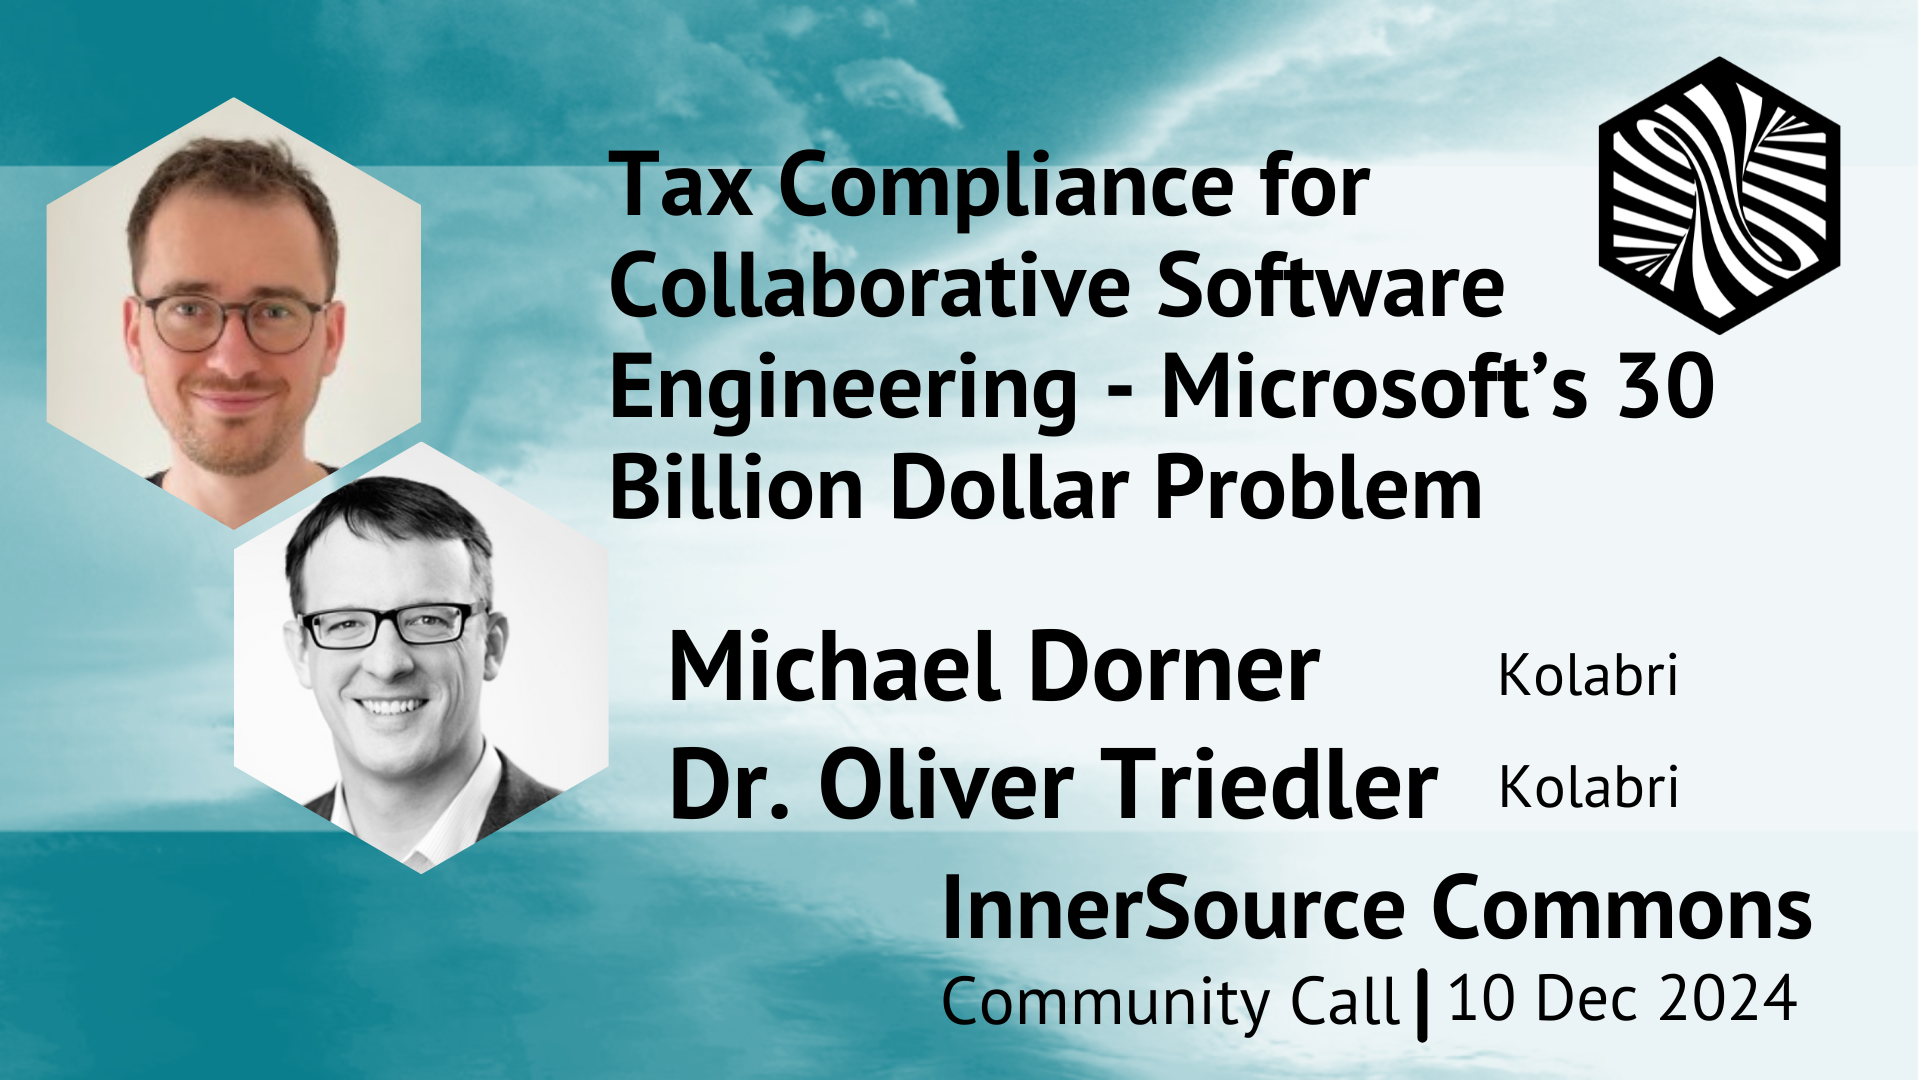 Tax Compliance for
Collaborative Software
Engineering - Microsoft’s 30
Billion Dollar Problem
Michael Dorner Kolabri
Dr. Oliver Triedler Kolabri
InnerSource Commons
Community Call | 10 Dec 2024